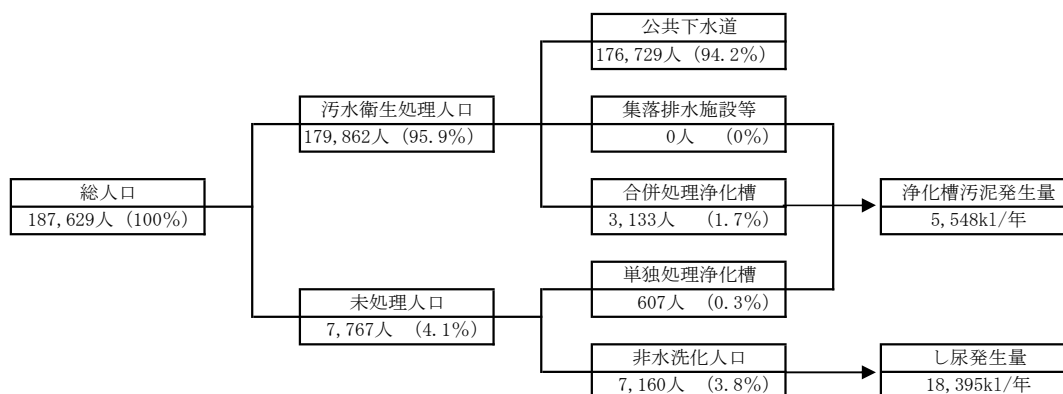 公共下水道
176,729人 (94.2%)
汚水衛生処理人口
179,862人 (95.9%)
集落排水施設等
0人 (0%)
総人口
187,629人 (100%)
合併処理浄化槽
3,133人 (1.7%)
浄化槽汚泥発生量
5,548kl/年
未処理人口
7,767人 (4.1%)
単独処理浄化槽
607人 (0.3%)
非水洗化人口
7,160人 (3.8%)
し尿発生量
18,395kl/年